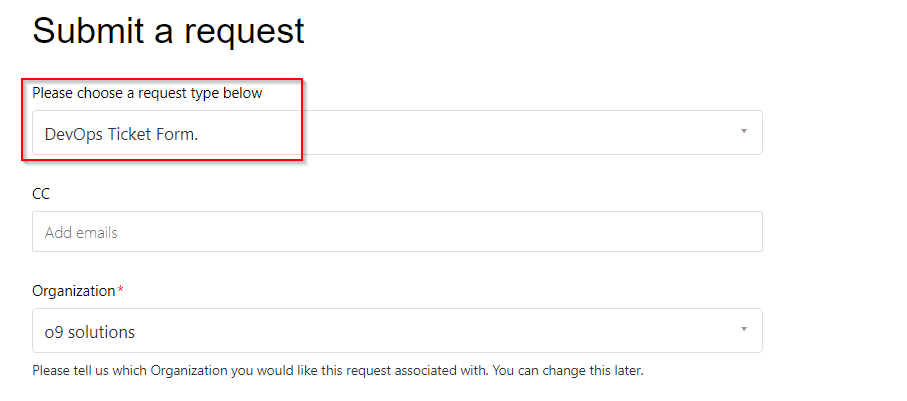 Submit a request
Please choose a request type below
DevOps Ticket Form.
CC
Add emails
Organization*
o9 solutions
Please tell us which Organization you would like this request associated with. You can change this later.